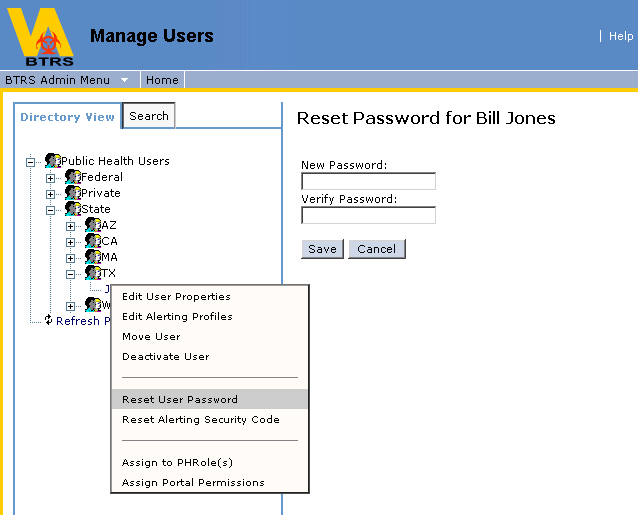 VA
BTRS
Manage Users
| Help
BTRS Admin Menu
Home
Directory View
Search
Public Health Users
Federal
Private
State
AZ
CA
MA
TX
J
W
Refresh P
Edit User Properties
Edit Alerting Profiles
Move User
Deactivate User
Reset User Password
Reset Alerting Security Code
Assign to PHRole(s)
Assign Portal Permissions
Reset Password for Bill Jones
New Password:
Verify Password:
Save Cancel